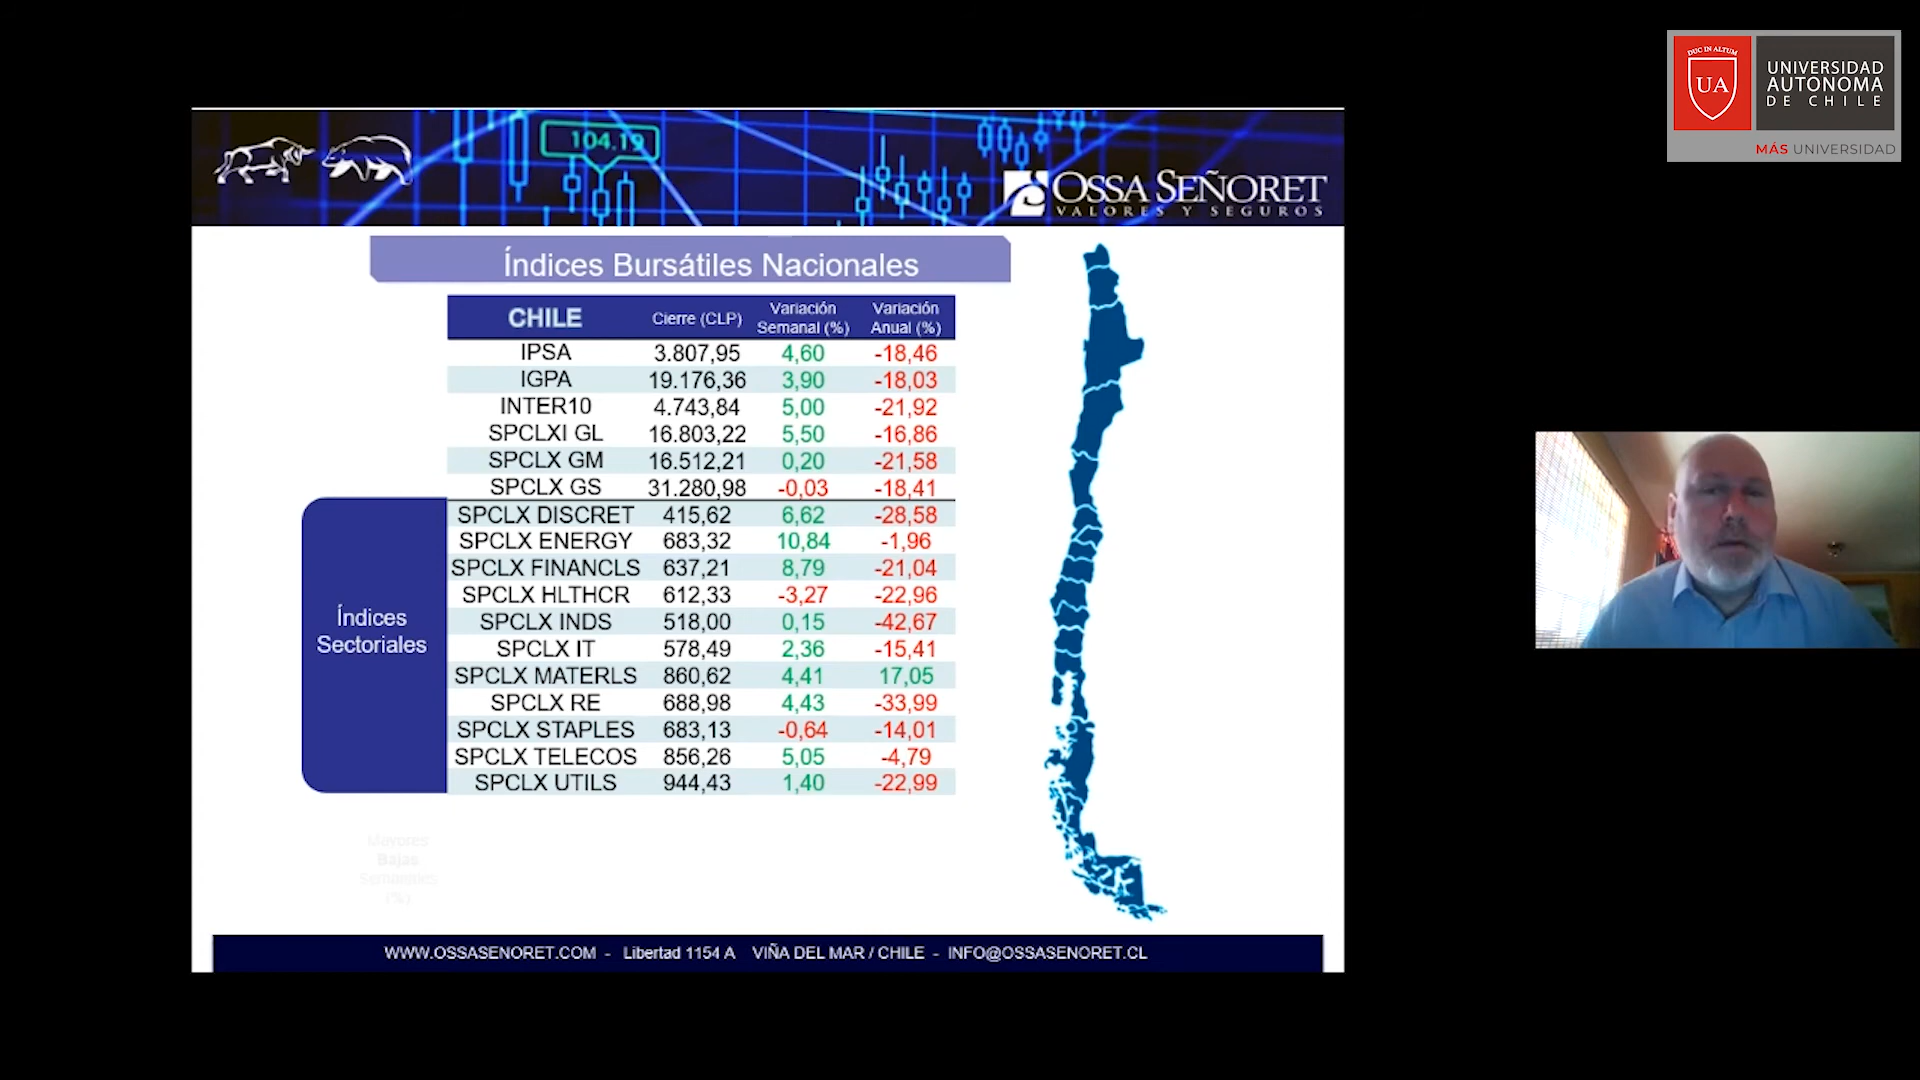 DUC IN ALTUM
UA
UNIVERSIDAD
AUTONOMA
DE CHILE
MÁS UNIVERSIDAD
104.19
OSSA SEÑORET
VALORES Y SEGUROS
Índices Bursátiles Nacionales
CHILE Cierre (CLP) Variación Semanal (%) Variación Anual (%)
IPSA 3.807,95 4,60 -18,46
IGPA 19.176,36 3,90 -18,03
INTER10 4.743,84 5,00 -21,92
SPCLXI GL 16.803,22 5,50 -16,86
SPCLX GM 16.512,21 0,20 -21,58
SPCLX GS 31.280,98 -0,03 -18,41
Índices
Sectoriales
SPCLX DISCRET 415,62 6,62 -28,58
SPCLX ENERGY 683,32 10,84 -1,96
SPCLX FINANCLS 637,21 8,79 -21,04
SPCLX HLTHCR 612,33 -3,27 -22,96
SPCLX INDS 518,00 0,15 -42,67
SPCLX IT 578,49 2,36 -15,41
SPCLX MATERLS 860,62 4,41 17,05
SPCLX RE 688,98 4,43 -33,99
SPCLX STAPLES 683,13 -0,64 -14,01
SPCLX TELECOS 856,26 5,05 -4,79
SPCLX UTILS 944,43 1,40 -22,99
Mayores
Bajas
Semanales
(%)
WWW.OSSASENORET.COM - Libertad 1154 A VIÑA DEL MAR / CHILE - INFO@OSSASENORET.CL